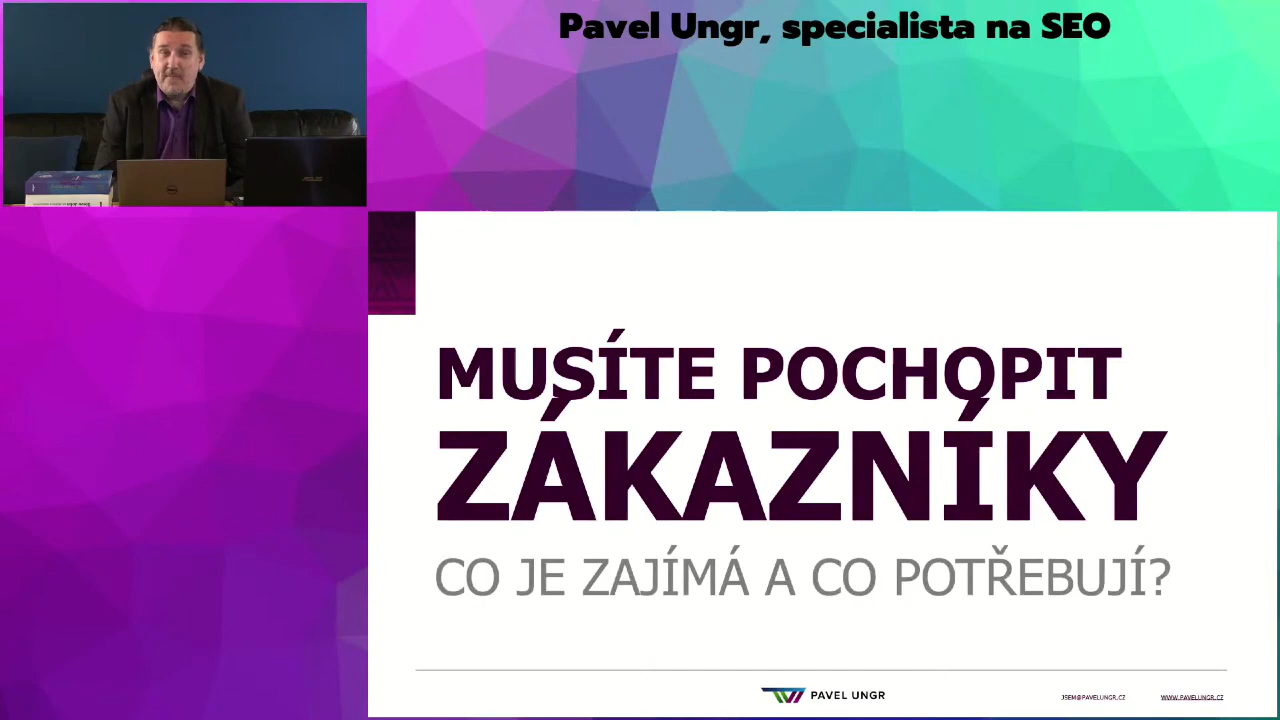 Pavel Ungr, specialista na SEO
MUSÍTE POCHOPIT
ZÁKAZNÍKY
CO JE ZAJÍMÁ A CO POTŘEBUJÍ?
PAVEL UNGR
JSEM@PAVELUNGR.CZ
WWW.PAVELUNGR.CZ